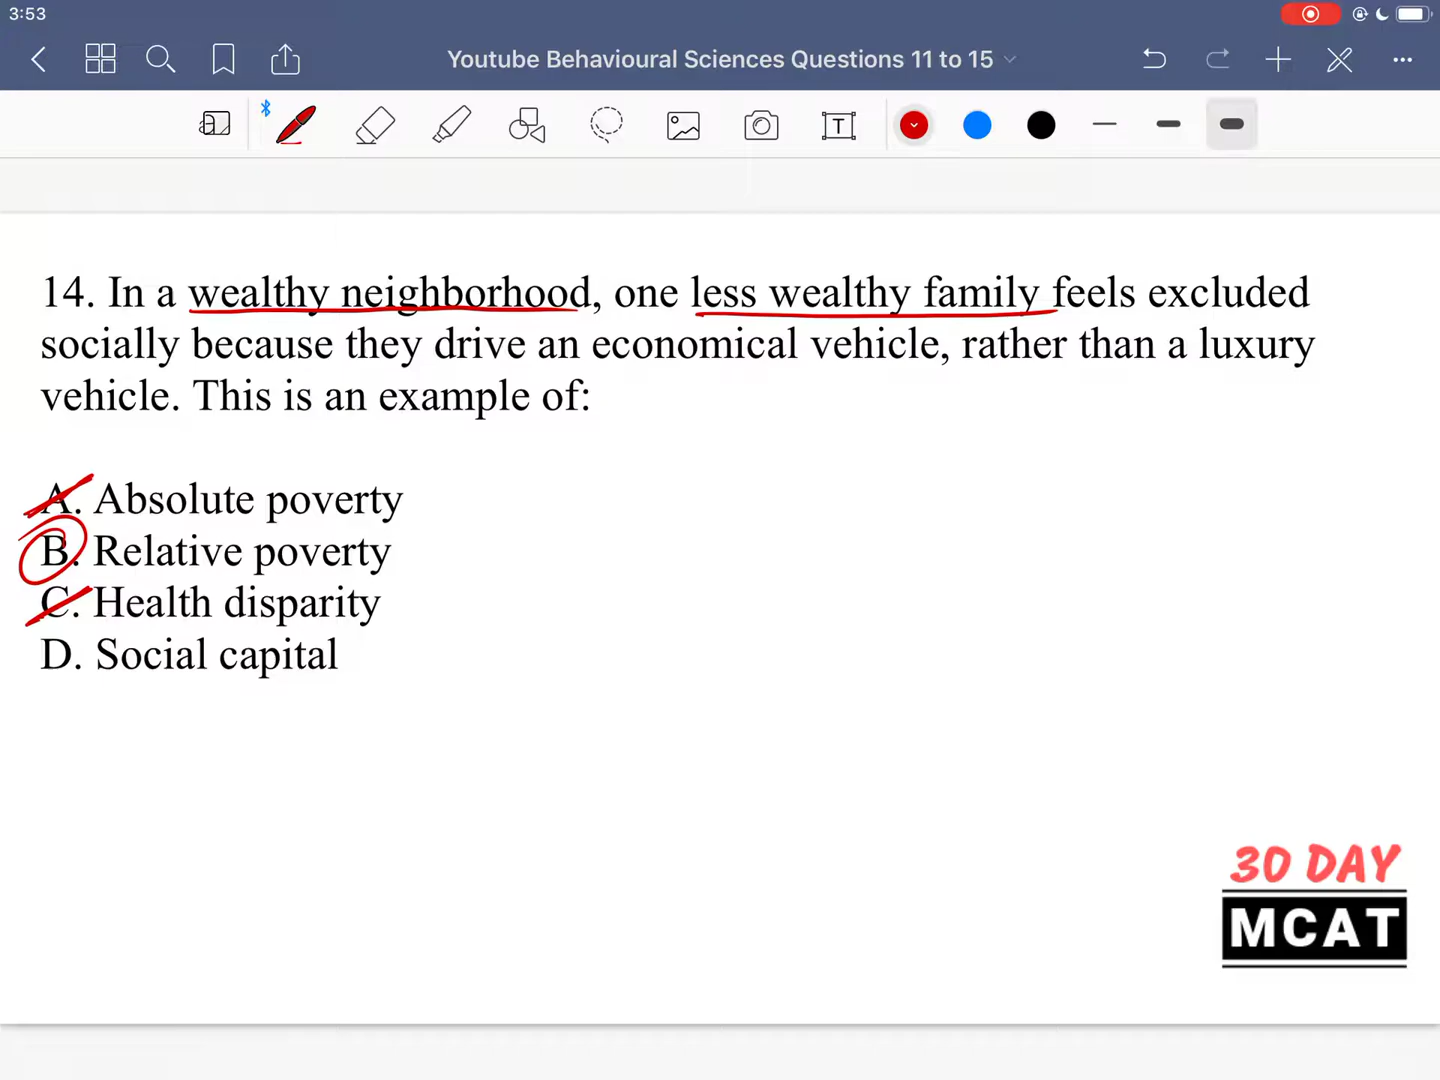 3:53
Youtube Behavioural Sciences Questions 11 to 15
T
14. In a wealthy neighborhood, one less wealthy family feels excluded
socially because they drive an economical vehicle, rather than a luxury
vehicle. This is an example of:
A. Absolute poverty
B. Relative poverty
C. Health disparity
D. Social capital
30 DAY
MCAT